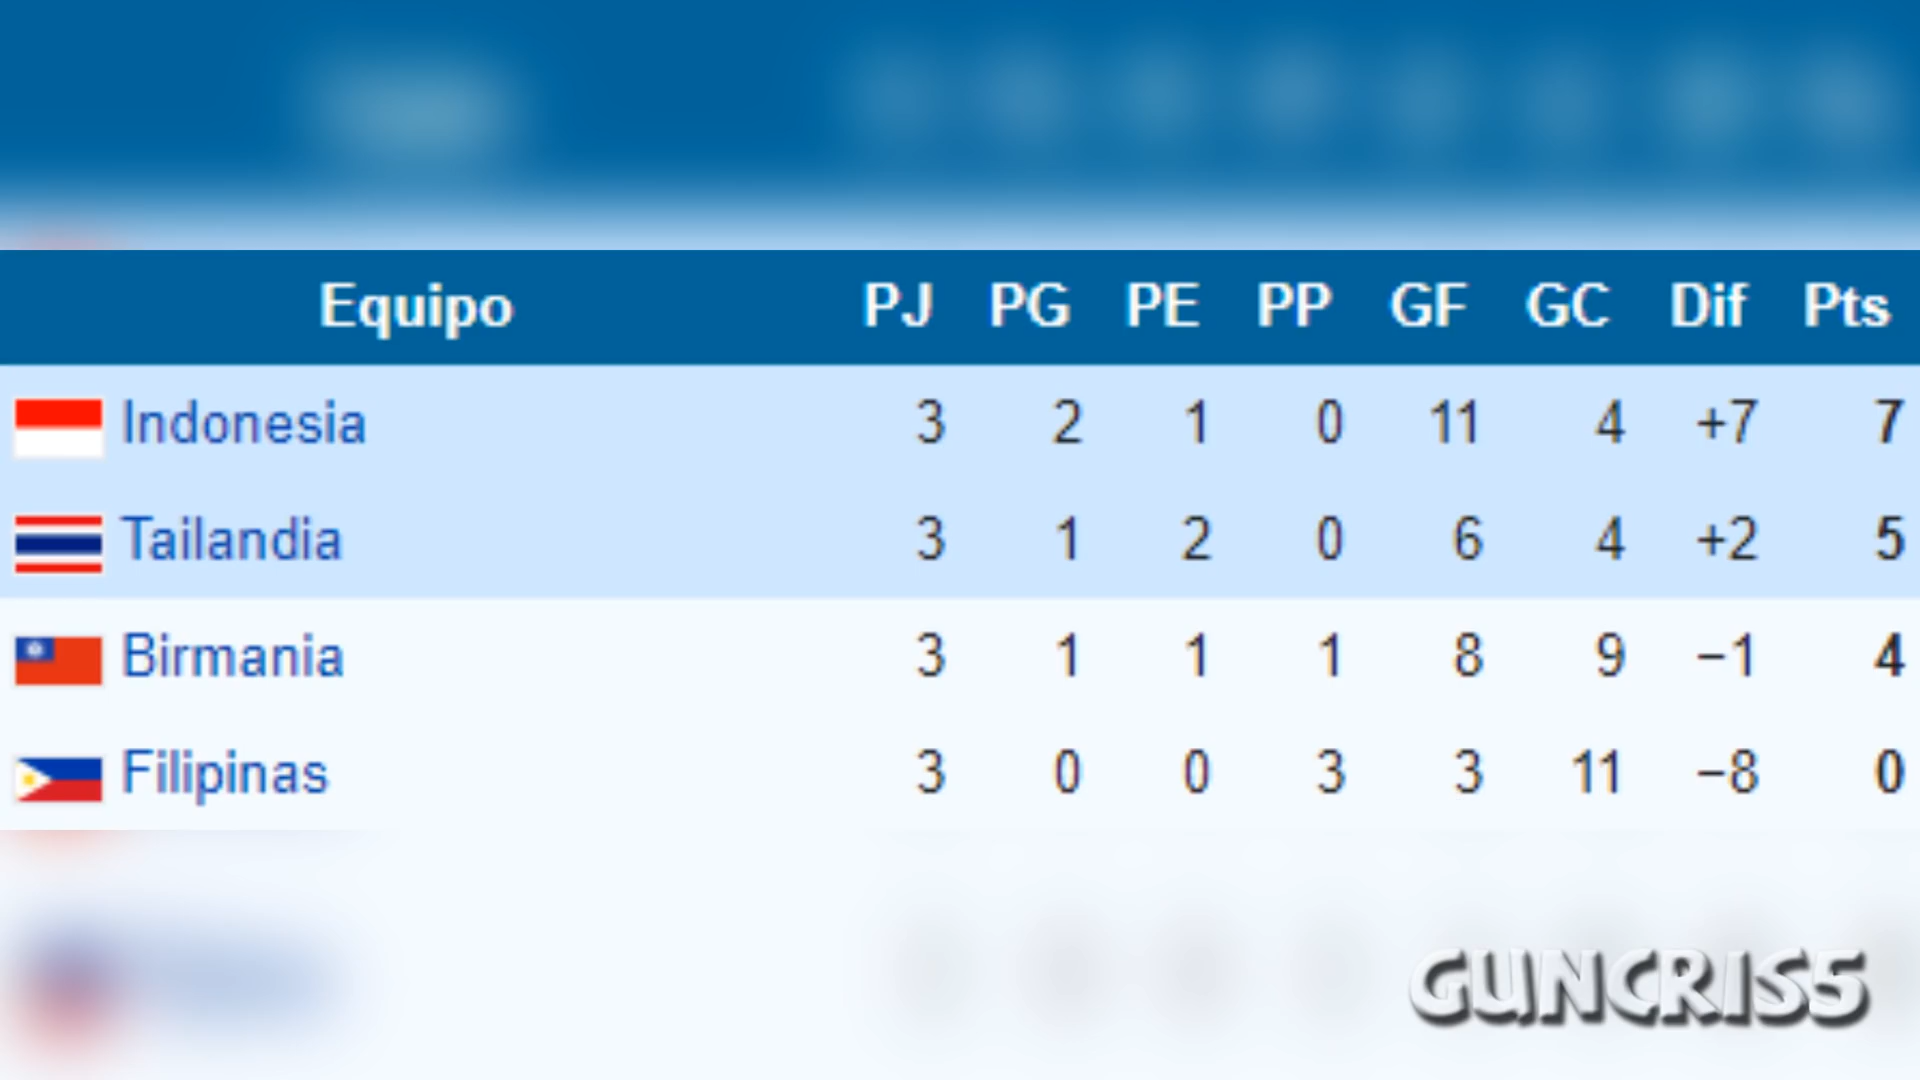 Equipo PJ PG PE PP GF GC Dif Pts
Indonesia 3 2 1 0 11 4 +7 7
Tailandia 3 1 2 0 6 4 +2 5
Birmania 3 1 1 1 8 9 −1 4
Filipinas 3 0 0 3 3 11 −8 0
GUNCRIS5